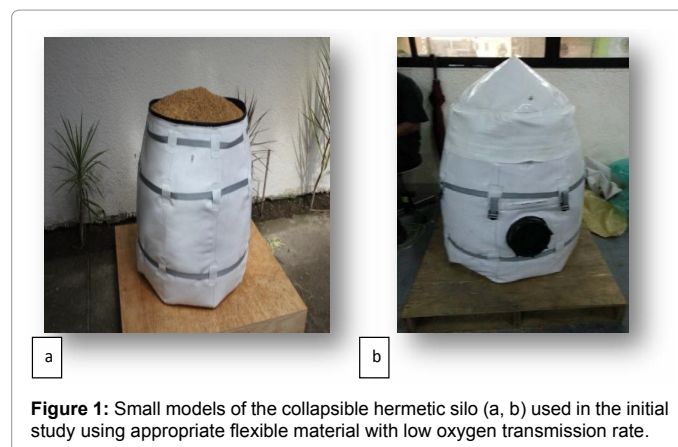 a
b
Figure 1: Small models of the collapsible hermetic silo (a, b) used in the initial
study using appropriate flexible material with low oxygen transmission rate.